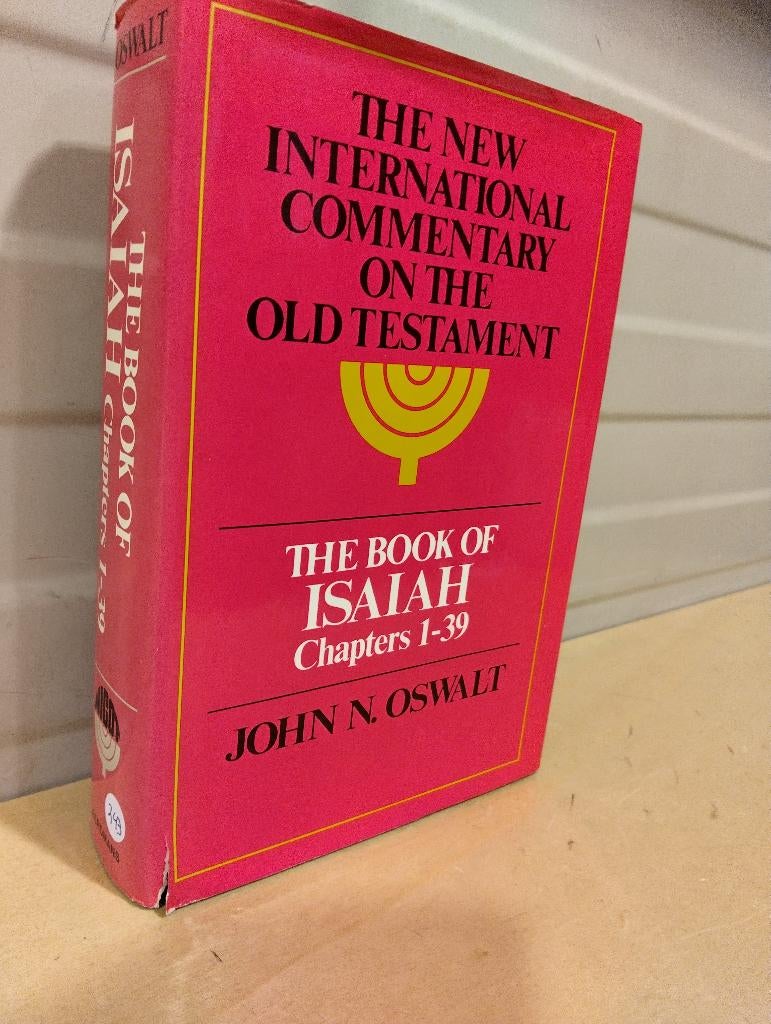 OSWALT
THE BOOK OF
ISAIAH Chapters 1-39
THE NEW
INTERNATIONAL
COMMENTARY
ON THE
OLD TESTAMENT
THE BOOK OF
ISAIAH
Chapters 1-39
JOHN N. OSWALT